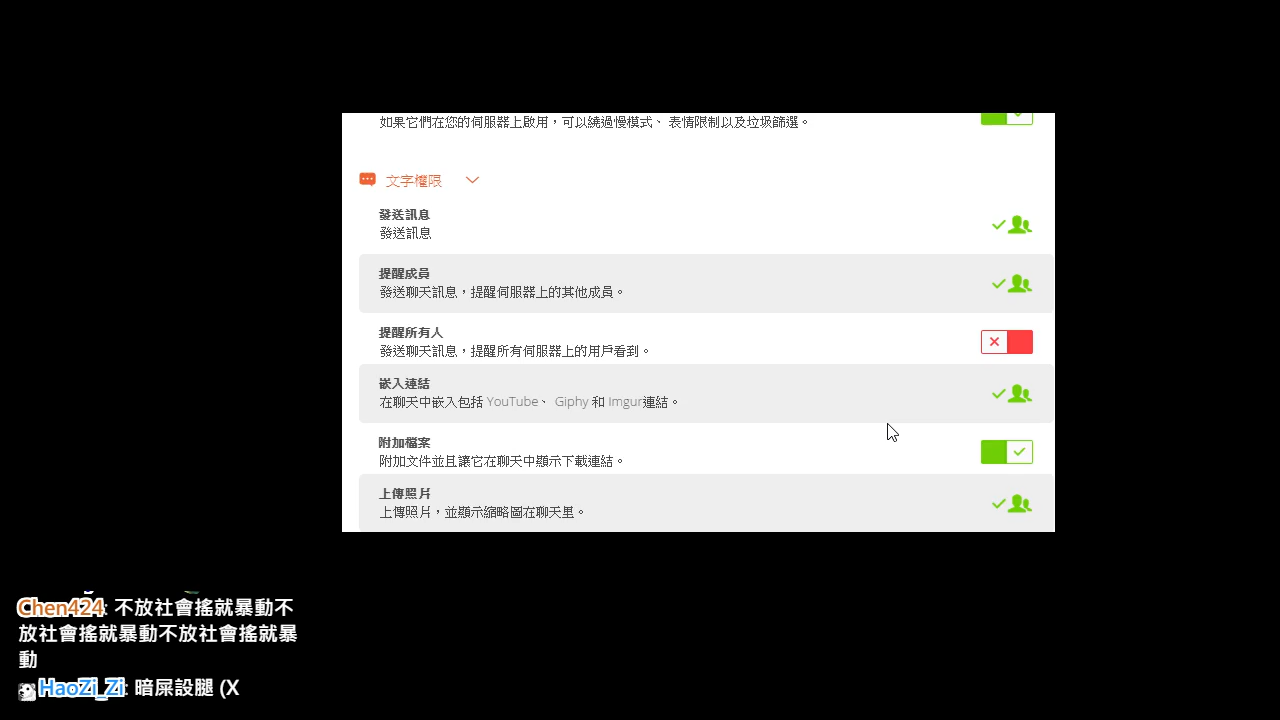 如果它們在您的伺服器上啟用，可以繞過慢模式、 表情限制以及垃圾篩選。
文字權限
發送訊息
發送訊息
提醒成員
發送聊天訊息，提醒伺服器上的其他成員。
提醒所有人
發送聊天訊息，提醒所有伺服器上的用戶看到。
嵌入連結
在聊天中嵌入包括 YouTube、 Giphy 和 Imgur連結。
附加檔案
附加文件並且讓它在聊天中顯示下載連結。
上傳照片
上傳照片，並顯示縮略圖在聊天里。
Chen424: 不放社會搖就暴動不
放社會搖就暴動不放社會搖就暴
動
HaoZi_Zi: 暗屎設腿 (X